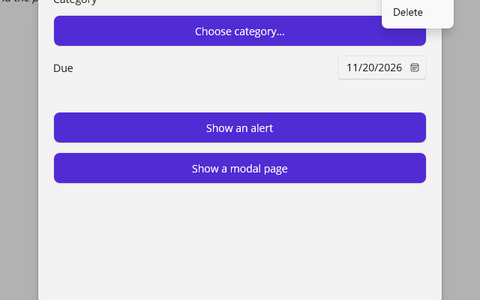 Category
Delete
Choose category...
Due
11/20/2026
Show an alert
Show a modal page